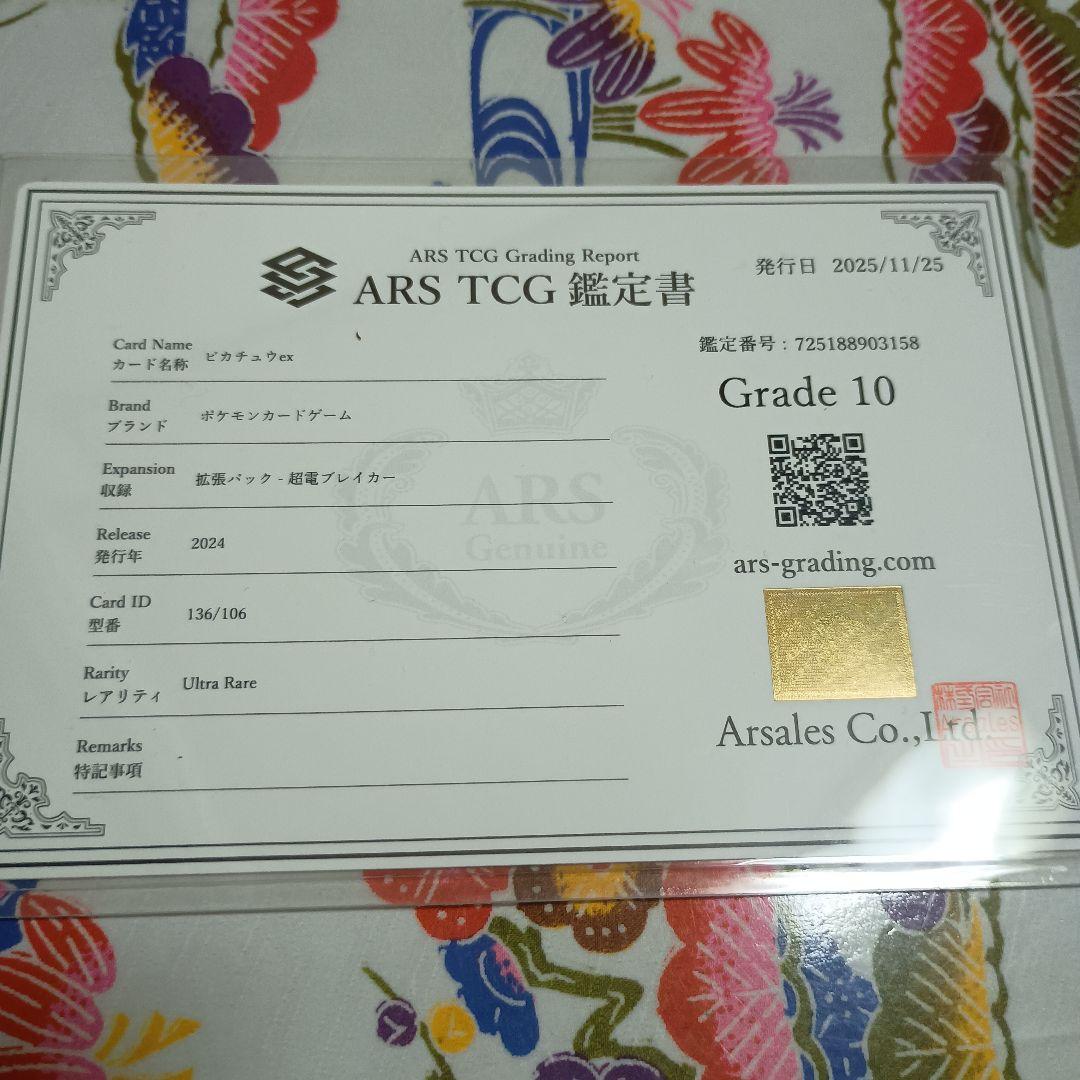 ARS TCG Grading Report
ARS TCG 鑑定書
発行日 2025/11/25
Card Name
カード名称
ピカチュウex
Brand
ブランド
ポケモンカードゲーム
Expansion
収録
拡張パック - 超電ブレイカー
Release
発行年
2024
Card ID
型番
136/106
Rarity
レアリティ
Ultra Rare
Remarks
特記事項
-
ARS
Genuine
鑑定番号 : 725188903158
Grade 10
ars-grading.com
Arsales Co.,Ltd.
Arsales